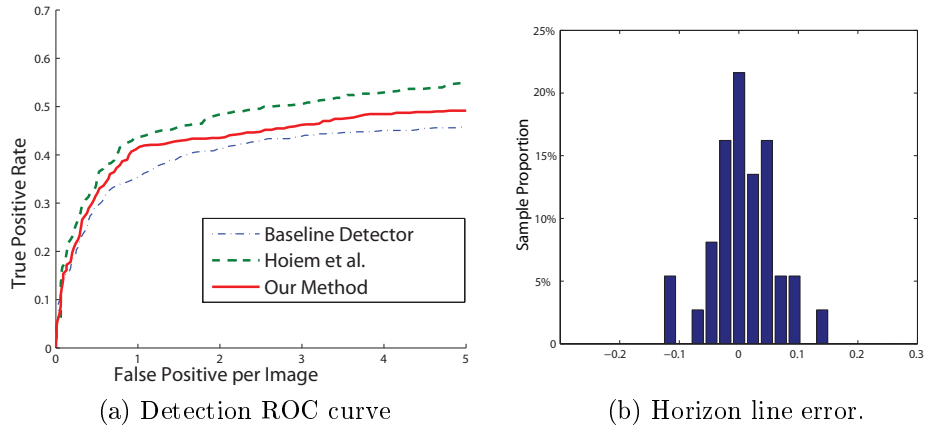 0.7
0.6
0.5
0.4
0.3
0.2
0.1
0
True Positive Rate
Baseline Detector
Hoiem et al.
Our Method
0 1 2 3 4 5
False Positive per Image
(a) Detection ROC curve
25%
20%
15%
10%
5%
0
Sample Proportion
−0.2 −0.1 0 0.1 0.2 0.3
(b) Horizon line error.